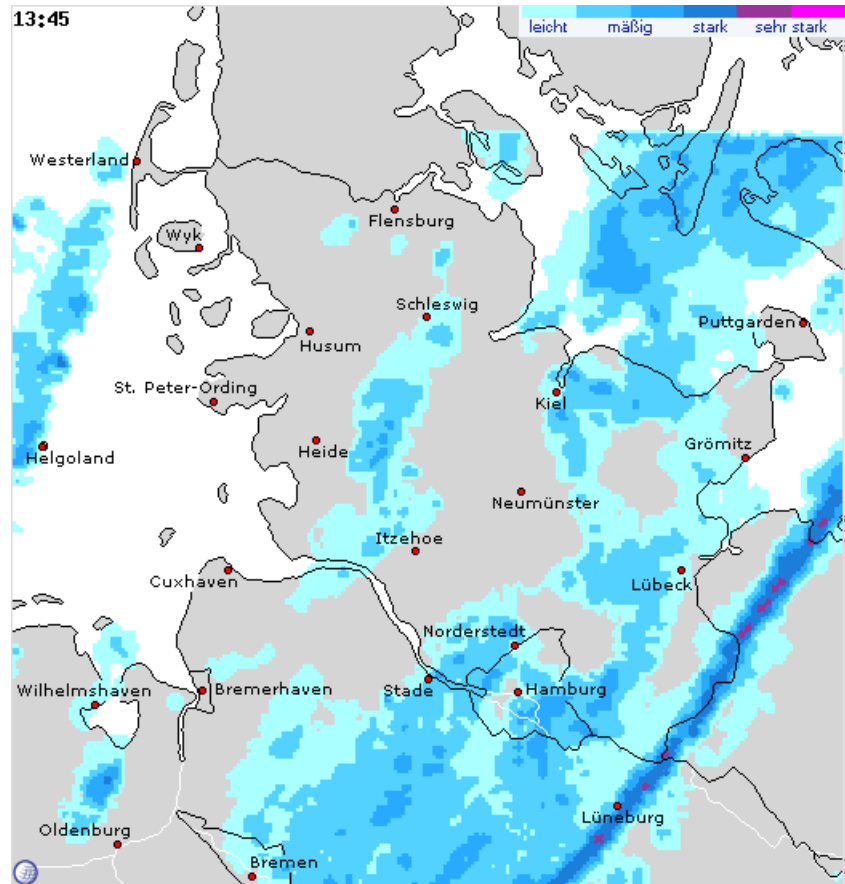 13:45
leicht mäßig stark sehr stark
Westerland
Flensburg
Wyk
Schleswig
Puttgarden
Husum
St. Peter-Ording
Kiel
Helgoland
Heide
Grömitz
Neumünster
Itzehoe
Cuxhaven
Lübeck
Norderstedt
Wilhelmshaven
Bremerhaven
Stade
Hamburg
Lüneburg
Oldenburg
Bremen